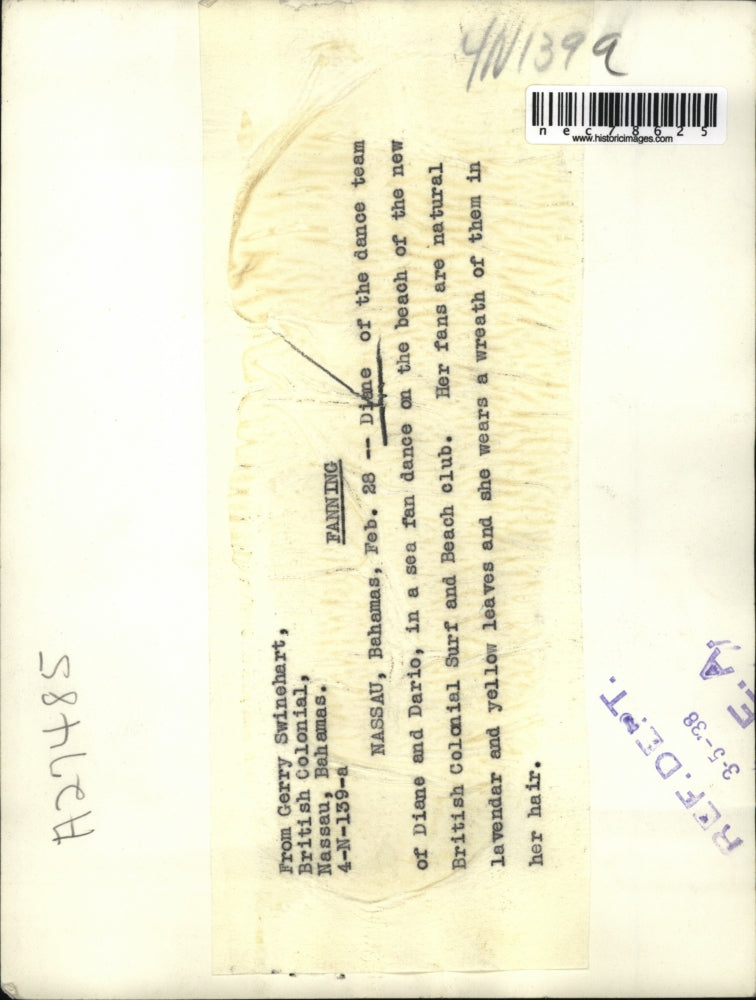 4N139a
nec78625
www.historicimages.com
From Gerry Swinehart,
British Colonial,
Nassau, Bahamas.
4-N-139-a
FANNING
NASSAU, Bahamas, Feb. 28 -- Diane of the dance team
of Diane and Dario, in a sea fan dance on the beach of the new
British Colonial Surf and Beach club. Her fans are natural
lavendar and yellow leaves and she wears a wreath of them in
her hair.
A27485
REF. DEPT.
3-5-38
E.A.